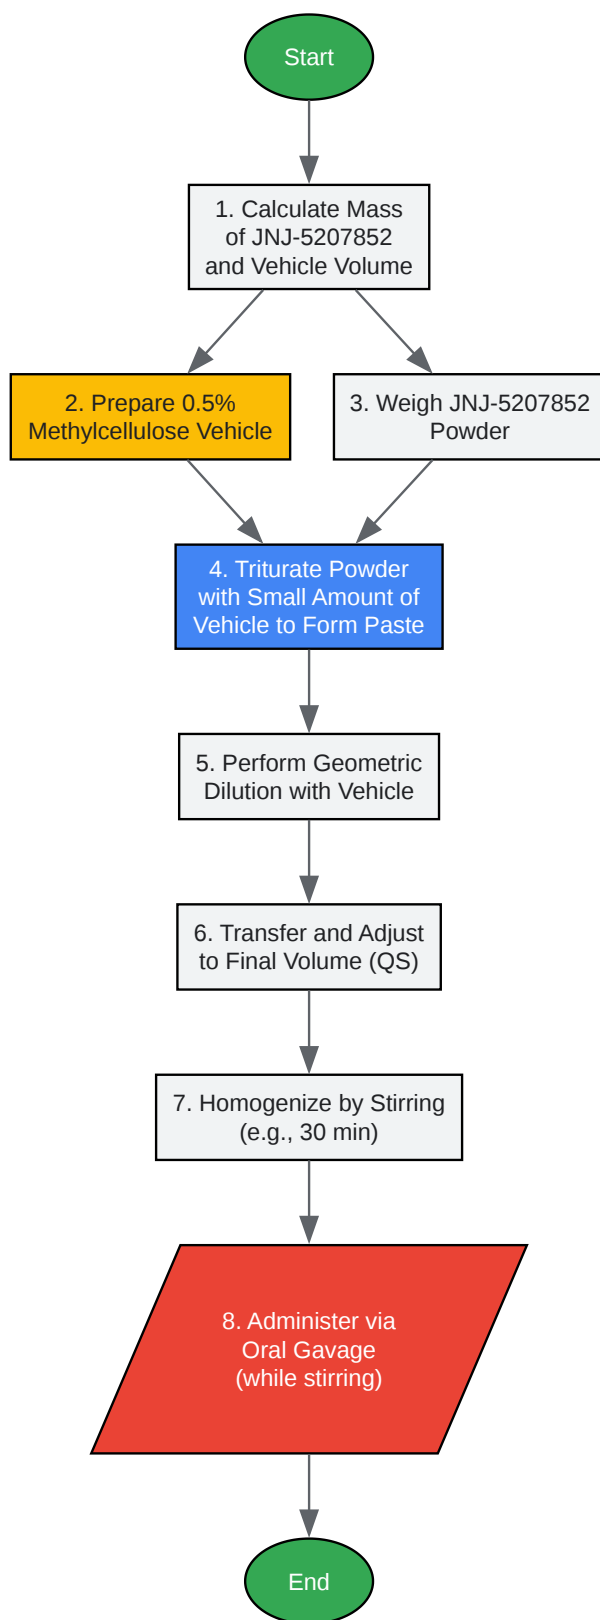 Start
1. Calculate Mass
of JNJ-5207852
and Vehicle Volume
2. Prepare 0.5%
Methylcellulose Vehicle
3. Weigh JNJ-5207852
Powder
4. Triturate Powder
with Small Amount of
Vehicle to Form Paste
5. Perform Geometric
Dilution with Vehicle
6. Transfer and Adjust
to Final Volume (QS)
7. Homogenize by Stirring
(e.g., 30 min)
8. Administer via
Oral Gavage
(while stirring)
End